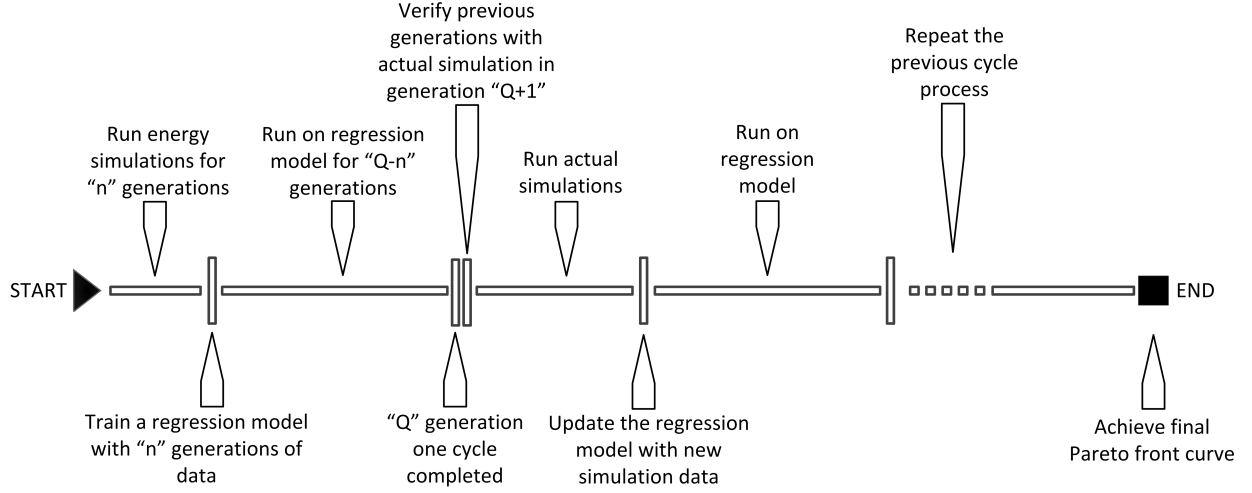 Verify previous
generations with
actual simulation in
generation “Q+1”
Repeat the
previous cycle
process
Run energy
simulations for
“n” generations
Run on regression
model for “Q-n”
generations
Run actual
simulations
Run on
regression
model
START
END
Train a regression model
with “n” generations of
data
“Q” generation
one cycle
completed
Update the regression
model with new
simulation data
Achieve final
Pareto front curve